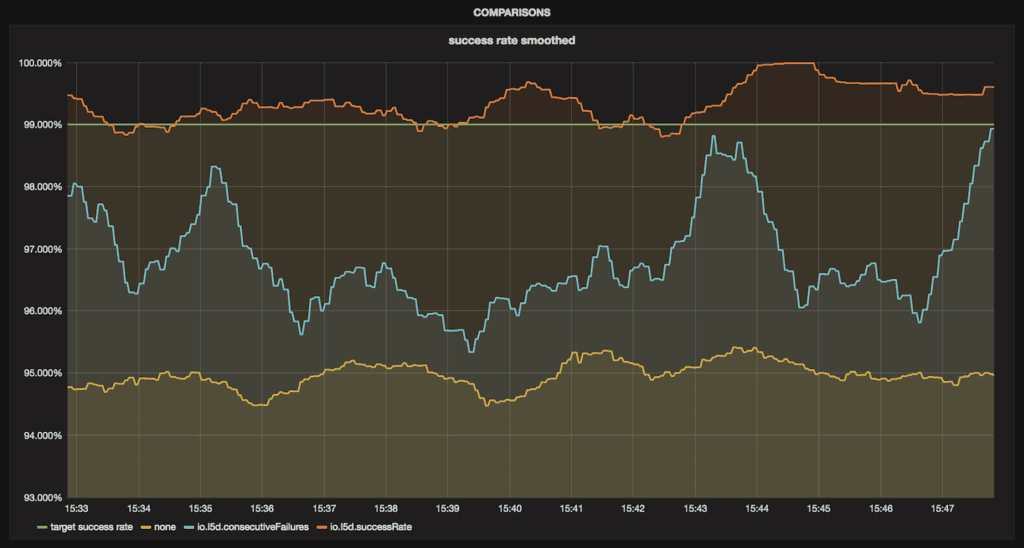 COMPARISONS
success rate smoothed
100.000%
99.000%
98.000%
97.000%
96.000%
95.000%
94.000%
93.000%
15:33 15:34 15:35 15:36 15:37 15:38 15:39 15:40 15:41 15:42 15:43 15:44 15:45 15:46 15:47
target success rate none io.l5d.consecutiveFailures io.l5d.successRate